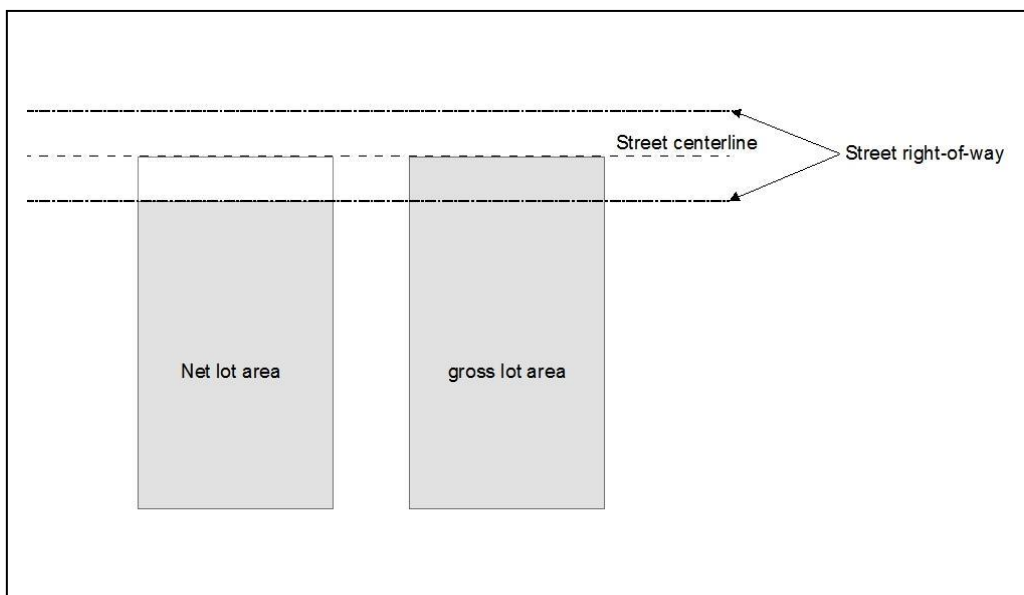 Street centerline
Street right-of-way
Net lot area
gross lot area